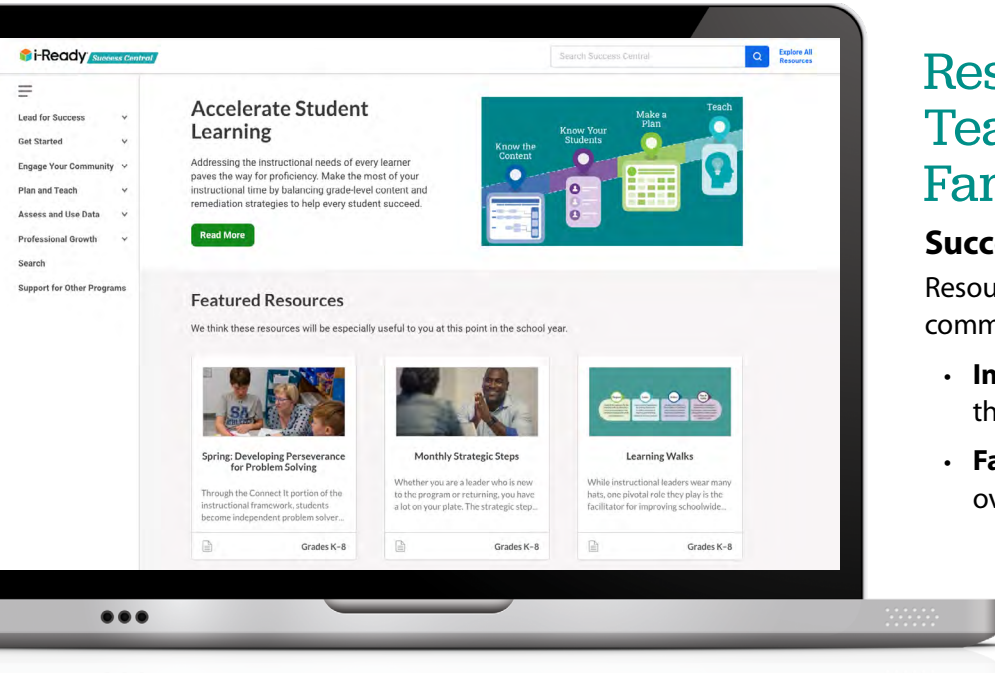 i-Ready Success Central
Search Success Central
Explore All
Resources
Lead for Success
Get Started
Engage Your Community
Plan and Teach
Assess and Use Data
Professional Growth
Search
Support for Other Programs
Accelerate Student
Learning
Addressing the instructional needs of every learner
paves the way for proficiency. Make the most of your
instructional time by balancing grade-level content and
remediation strategies to help every student succeed.
Read More
Know the
Content
Know Your
Students
Make a
Plan
Teach
Featured Resources
We think these resources will be especially useful to you at this point in the school year.
Spring: Developing Perseverance
for Problem Solving
Through the Connect It portion of the
instructional framework, students
become independent problem solver...
Grades K–8
Monthly Strategic Steps
Whether you are a leader who is new
to the program or returning, you have
a lot on your plate. The strategic step...
Grades K–8
Learning Walks
While instructional leaders wear many
hats, one pivotal role they play is the
facilitator for improving schoolwide...
Grades K–8
Res
Tea
Fa
Succ
Resou
comm
• In
th
• Fa
ov